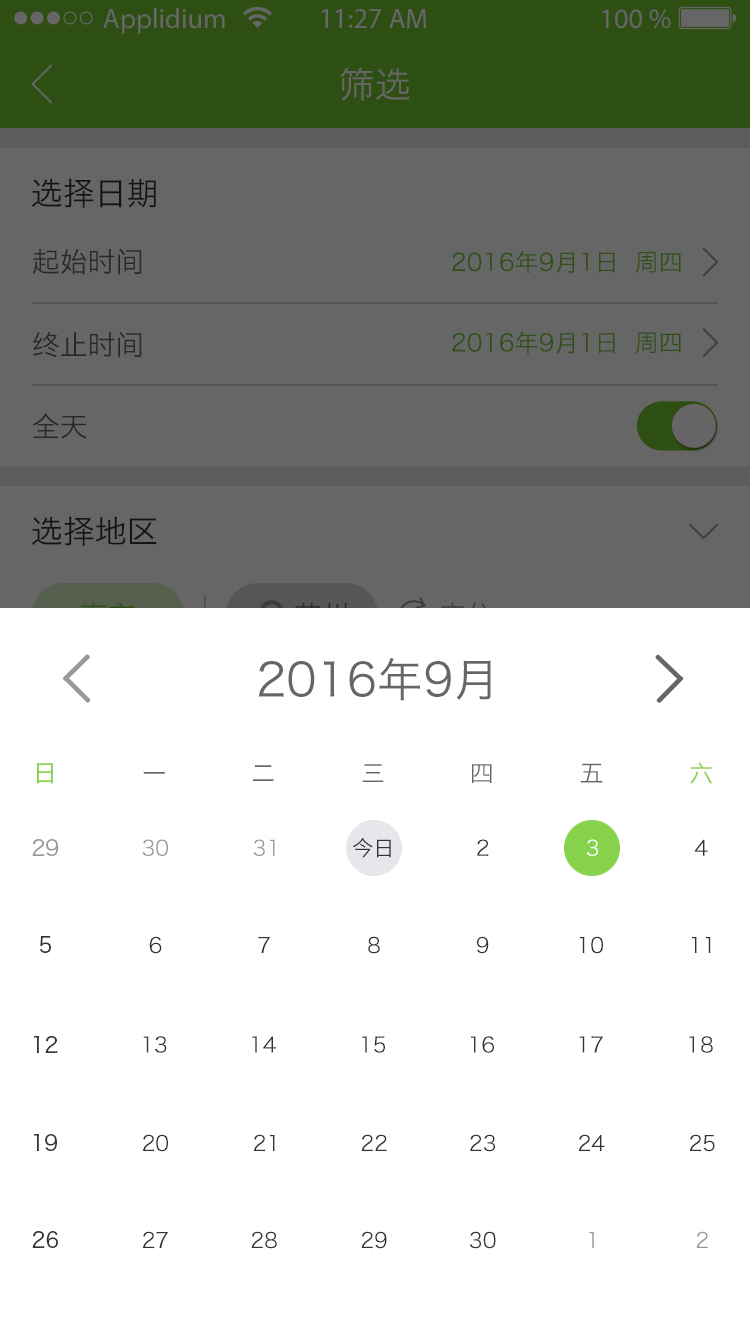 Applidium 11:27 AM 100 %
筛选
选择日期
起始时间 2016年9月1日 周四
终止时间 2016年9月1日 周四
全天
选择地区
2016年9月
日 一 二 三 四 五 六
29 30 31 今日 2 3 4
5 6 7 8 9 10 11
12 13 14 15 16 17 18
19 20 21 22 23 24 25
26 27 28 29 30 1 2